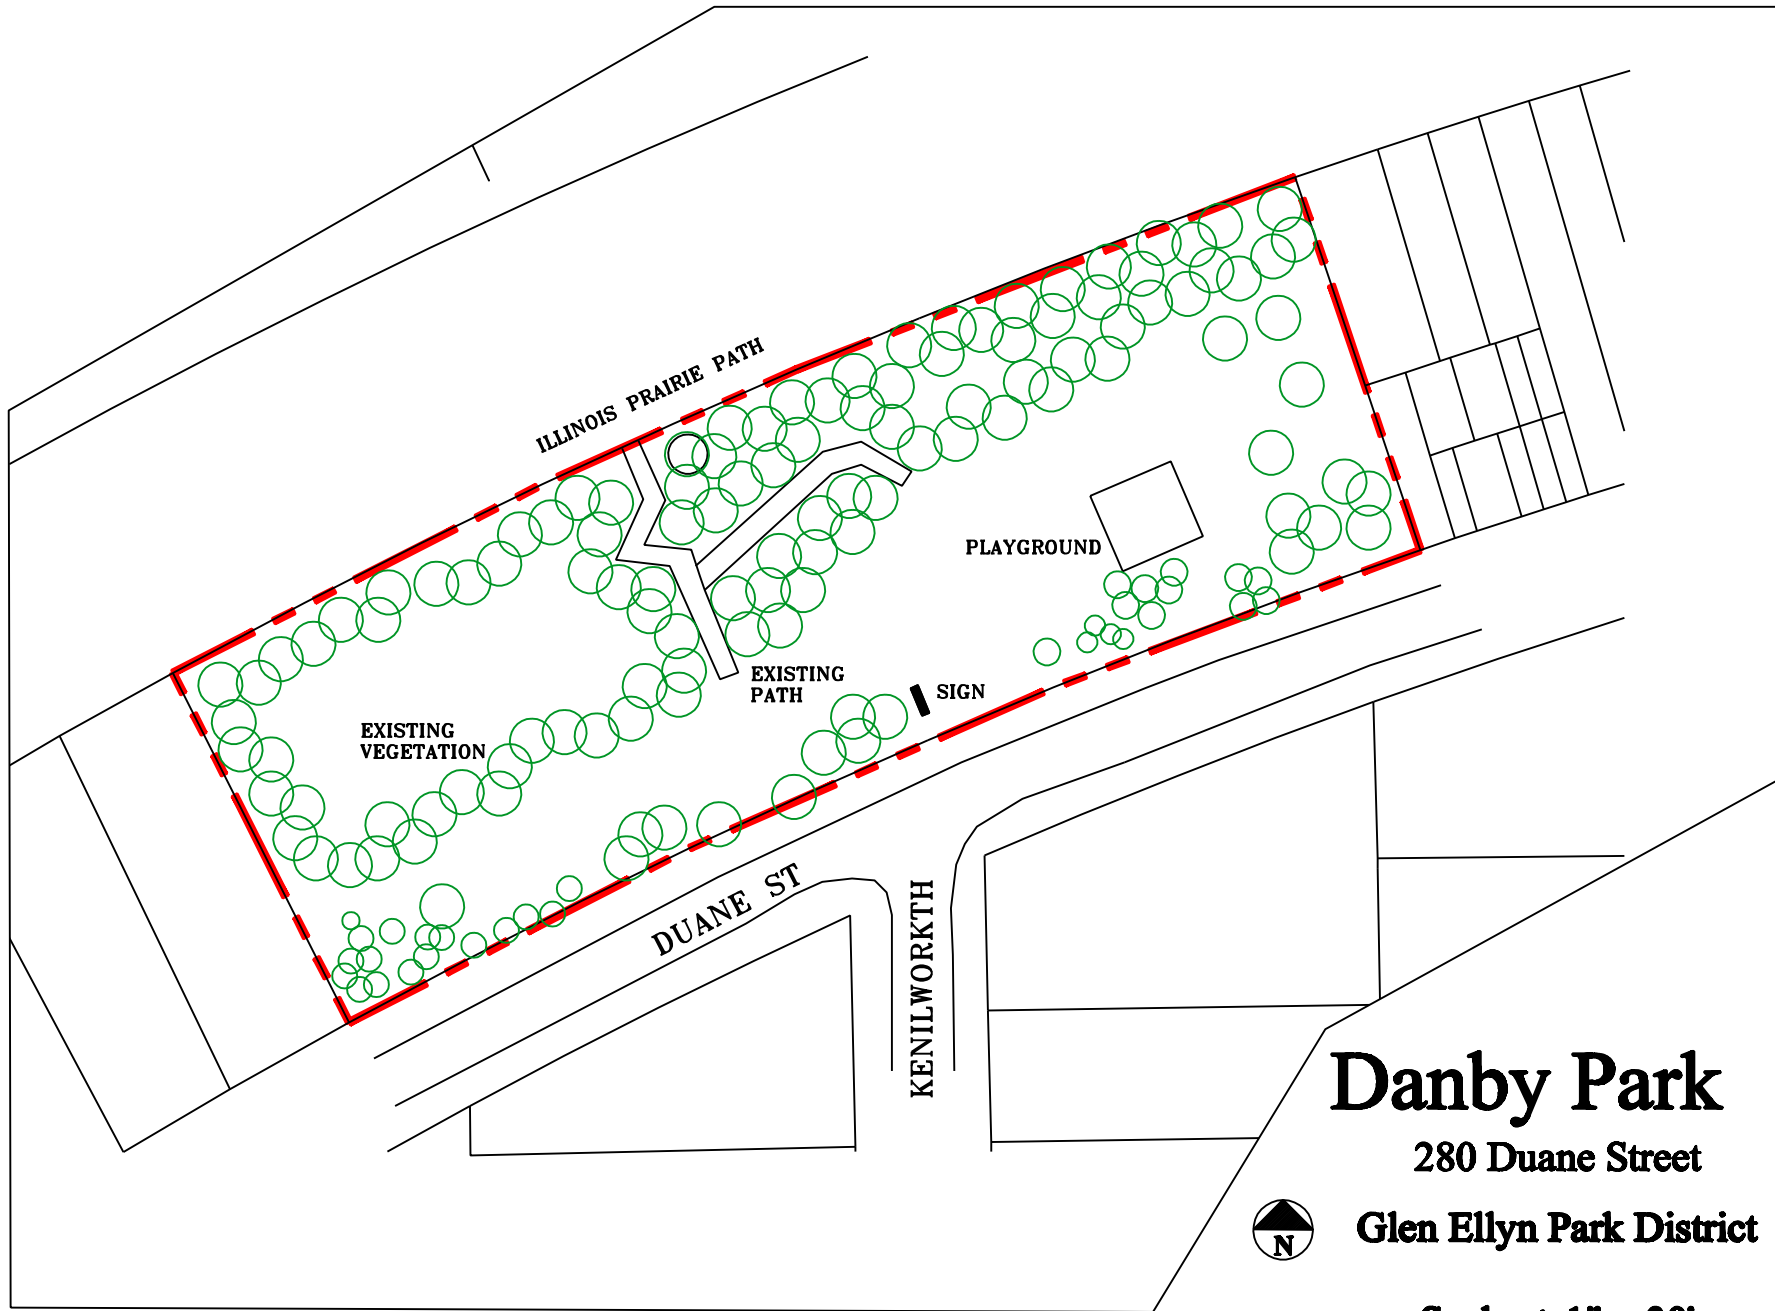 ILLINOIS PRAIRIE PATH
PLAYGROUND
EXISTING
PATH
SIGN
EXISTING
VEGETATION
DUANE ST
KENILWORKTH
Danby Park
280 Duane Street
N
Glen Ellyn Park District